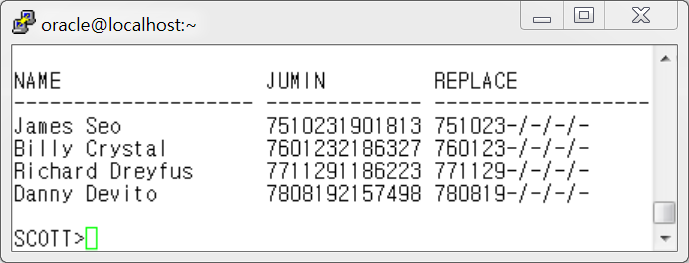 oracle@localhost:~
NAME JUMIN REPLACE
-------------------- ------------- ------------------
James Seo 7510231901813 751023-/-/-/-
Billy Crystal 7601232186327 760123-/-/-/-
Richard Dreyfus 7711291186223 771129-/-/-/-
Danny Devito 7808192157498 780819-/-/-/-
SCOTT>